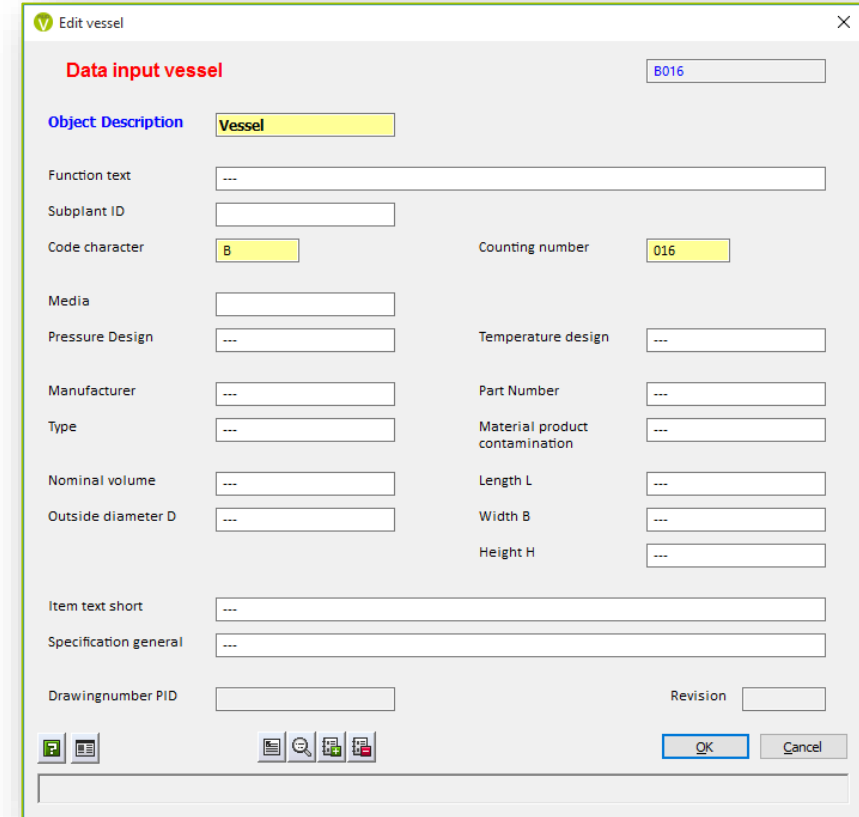 V Edit vessel
Data input vessel B016
Object Description Vessel
Function text ---
Subplant ID
Code character B Counting number 016
Media
Pressure Design --- Temperature design ---
Manufacturer --- Part Number ---
Type --- Material product
contamination ---
Nominal volume --- Length L ---
Outside diameter D --- Width B ---
Height H ---
Item text short ---
Specification general ---
Drawingnumber PID Revision
? OK Cancel